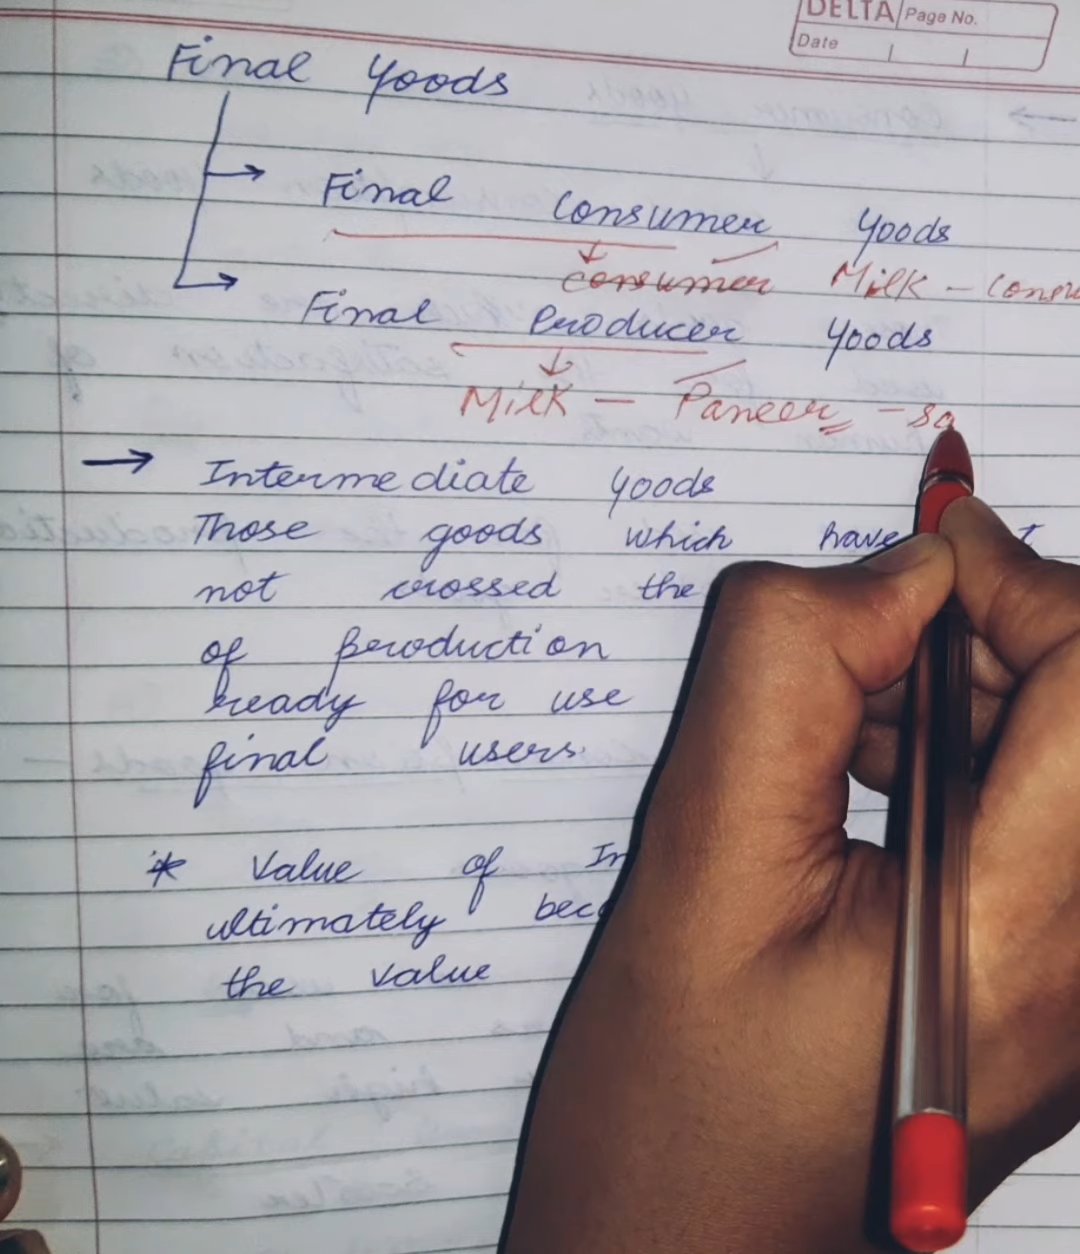 DELTA Page No.
Date
Final Goods
Final Consumer Goods
consumer Milk -
Final Producer Goods
Milk - Paneer -
→ Intermediate Goods
Those goods which have
not crossed the
of production
ready for use
final users.
* Value of
ultimately
the value